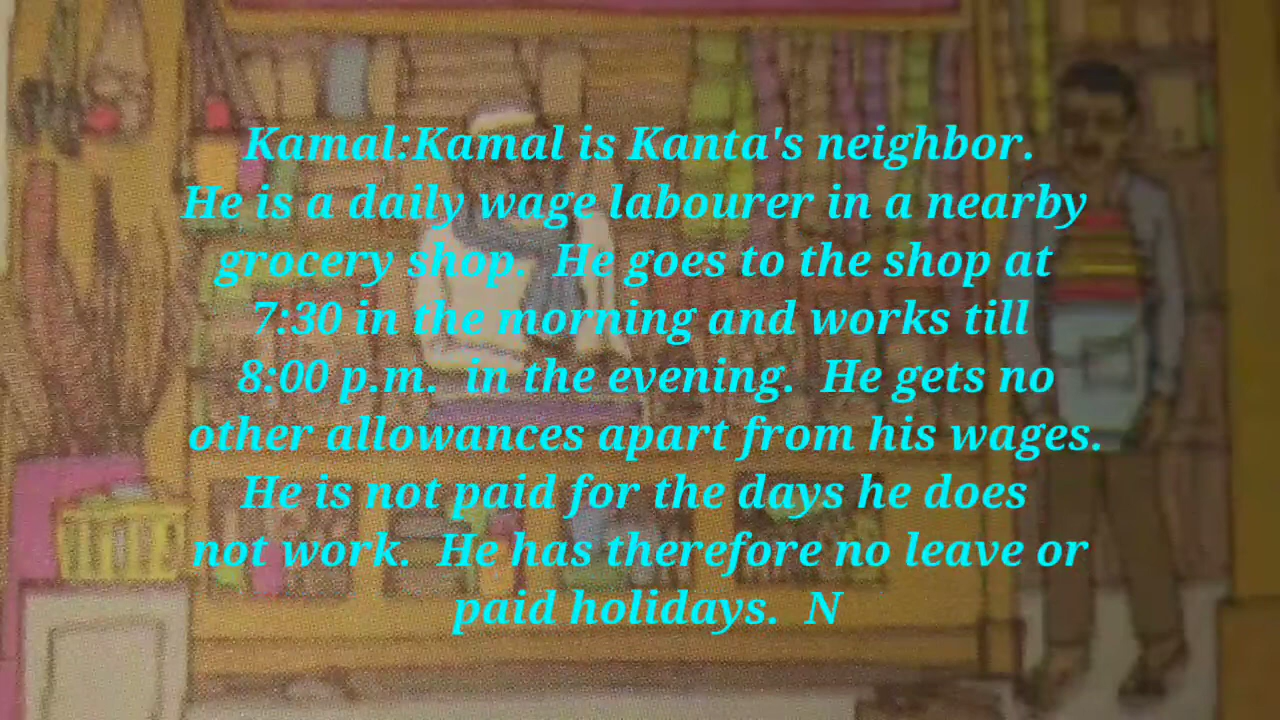 Kamal:Kamal is Kanta's neighbor.
He is a daily wage labourer in a nearby
grocery shop.  He goes to the shop at
7:30 in the morning and works till
8:00 p.m.  in the evening.  He gets no
other allowances apart from his wages.
He is not paid for the days he does
not work.  He has therefore no leave or
paid holidays.  N